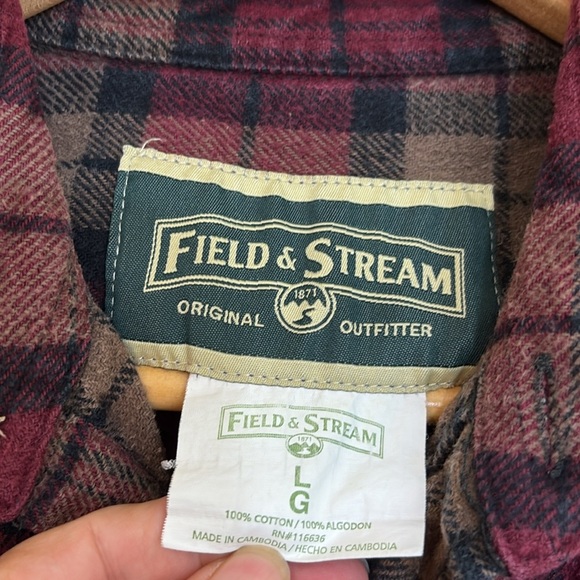 FIELD & STREAM
1871
ORIGINAL OUTFITTER
FIELD & STREAM
1871
L
G
100% COTTON / 100% ALGODON
RN# 116636
MADE IN CAMBODIA / HECHO EN CAMBODIA